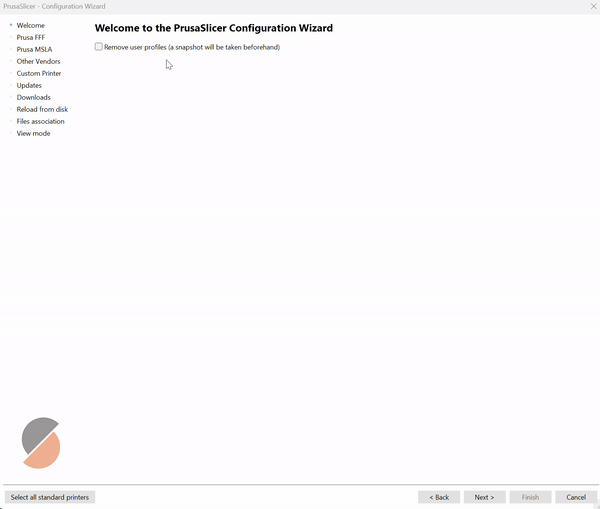 PrusaSlicer - Configuration Wizard
Welcome
Prusa FFF
Prusa MSLA
Other Vendors
Custom Printer
Updates
Downloads
Reload from disk
Files association
View mode
Welcome to the PrusaSlicer Configuration Wizard
Remove user profiles (a snapshot will be taken beforehand)
Select all standard printers
< Back
Next >
Finish
Cancel